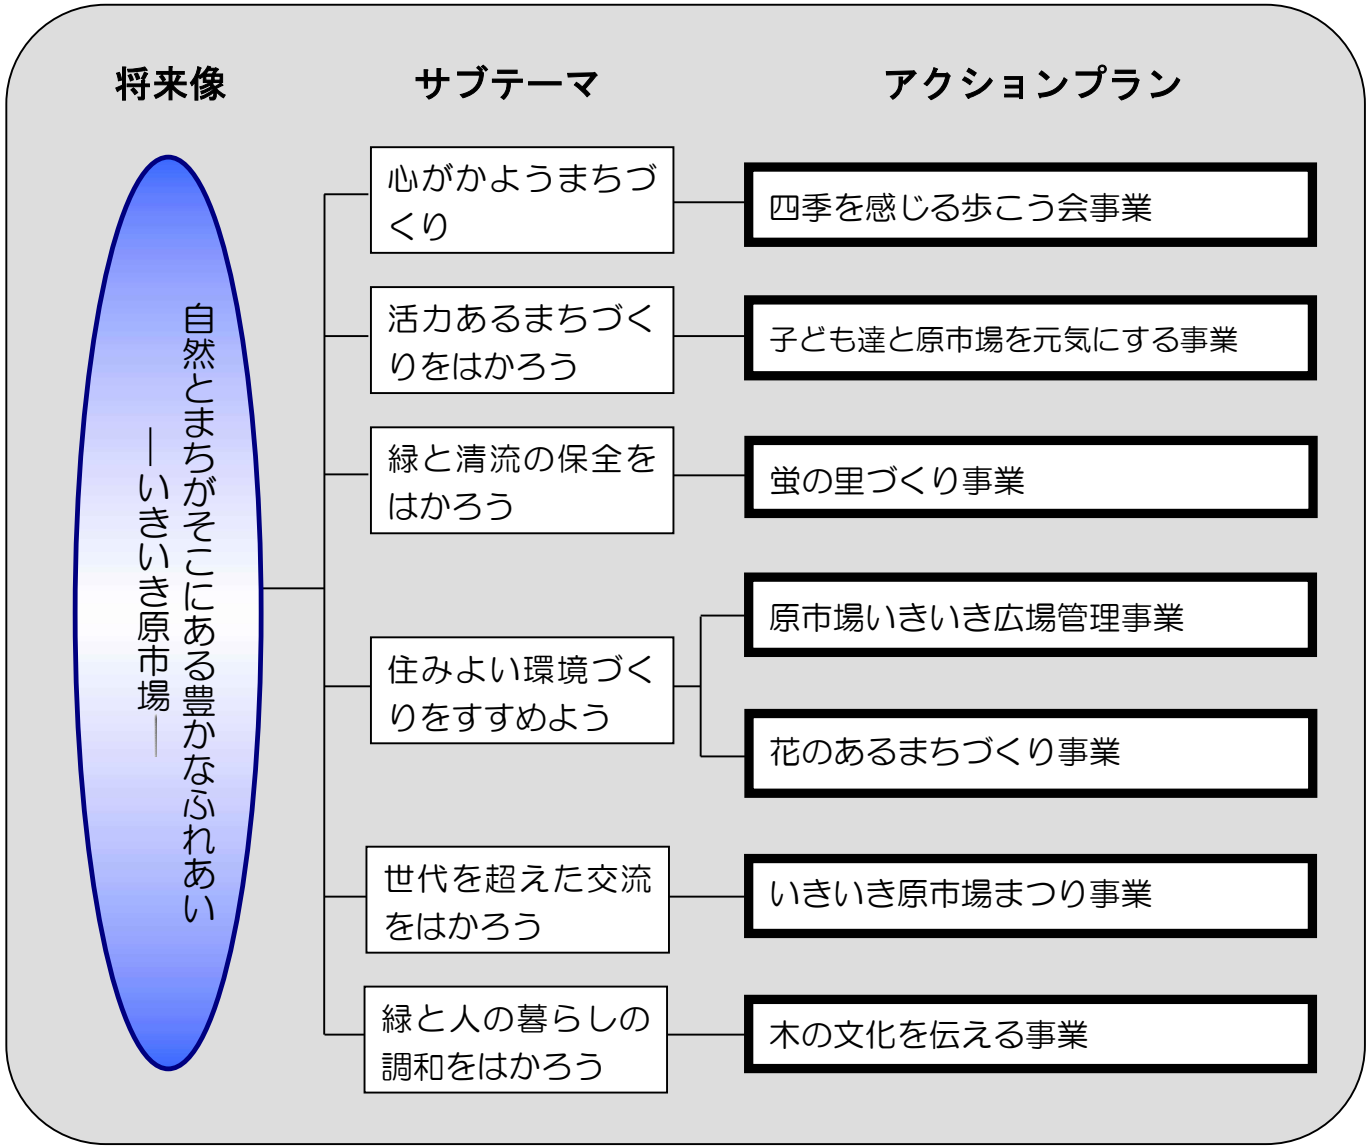 将来像
サブテーマ
アクションプラン
自然とまちがそこにある豊かなふれあい
―いきいき原市場―
心がかようまちづ
くり
四季を感じる歩こう会事業
活力あるまちづく
りをはかろう
子ども達と原市場を元気にする事業
緑と清流の保全を
はかろう
蛍の里づくり事業
住みよい環境づく
りをすすめよう
原市場いきいき広場管理事業
花のあるまちづくり事業
世代を超えた交流
をはかろう
いきいき原市場まつり事業
緑と人の暮らしの
調和をはかろう
木の文化を伝える事業